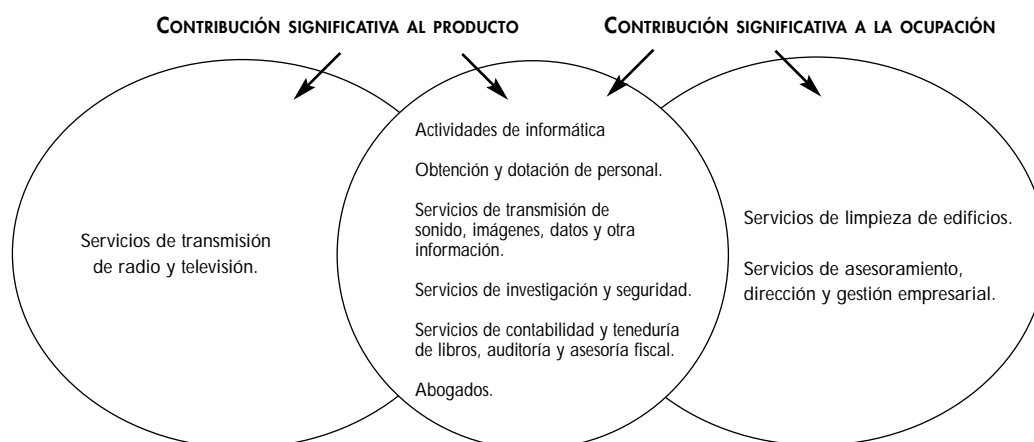 CONTRIBUCIÓN SIGNIFICATIVA AL PRODUCTO
CONTRIBUCIÓN SIGNIFICATIVA A LA OCUPACIÓN
Servicios de transmisión
de radio y televisión.
Actividades de informática
Obtención y dotación de personal.
Servicios de transmisión de
sonido, imágenes, datos y otra
información.
Servicios de investigación y seguridad.
Servicios de contabilidad y teneduría
de libros, auditoría y asesoría fiscal.
Abogados.
Servicios de limpieza de edificios.
Servicios de asesoramiento,
dirección y gestión empresarial.